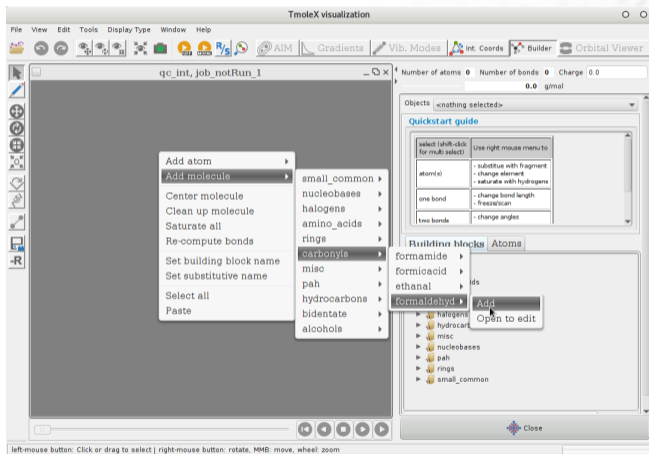 TmoleX visualization
File View Edit Tools Display Type Window Help
R/S AIM Gradients Vib. Modes Int. Coords Builder Orbital Viewer
qc_int, job_notRun_1
Number of atoms 0 Number of bonds 0 Charge 0.0
0.0 g/mol
Objects <nothing selected>
Quickstart guide
select (shift-click for multi select) Use right mouse menu to
atom(s)
- substitue with fragment
- change element
- saturate with hydrogens
one bond
- change bond length
- freeze/scan
two bonds
- change angles
Building blocks Atoms
Add atom
Add molecule
Center molecule
Clean up molecule
Saturate all
Re-compute bonds
Set building block name
Set substitutive name
Select all
Paste
small_common
nucleobases
halogens
amino_acids
rings
carbonyls
misc
pah
hydrocarbons
bidentate
alcohols
formamide
formicacid
ethanal
formaldehyd
Add
Open to edit
halogens
hydrocar
misc
nucleobases
pah
rings
small_common
-R
Close
left-mouse button: Click or drag to select | right-mouse button: rotate, MMB: move, wheel: zoom